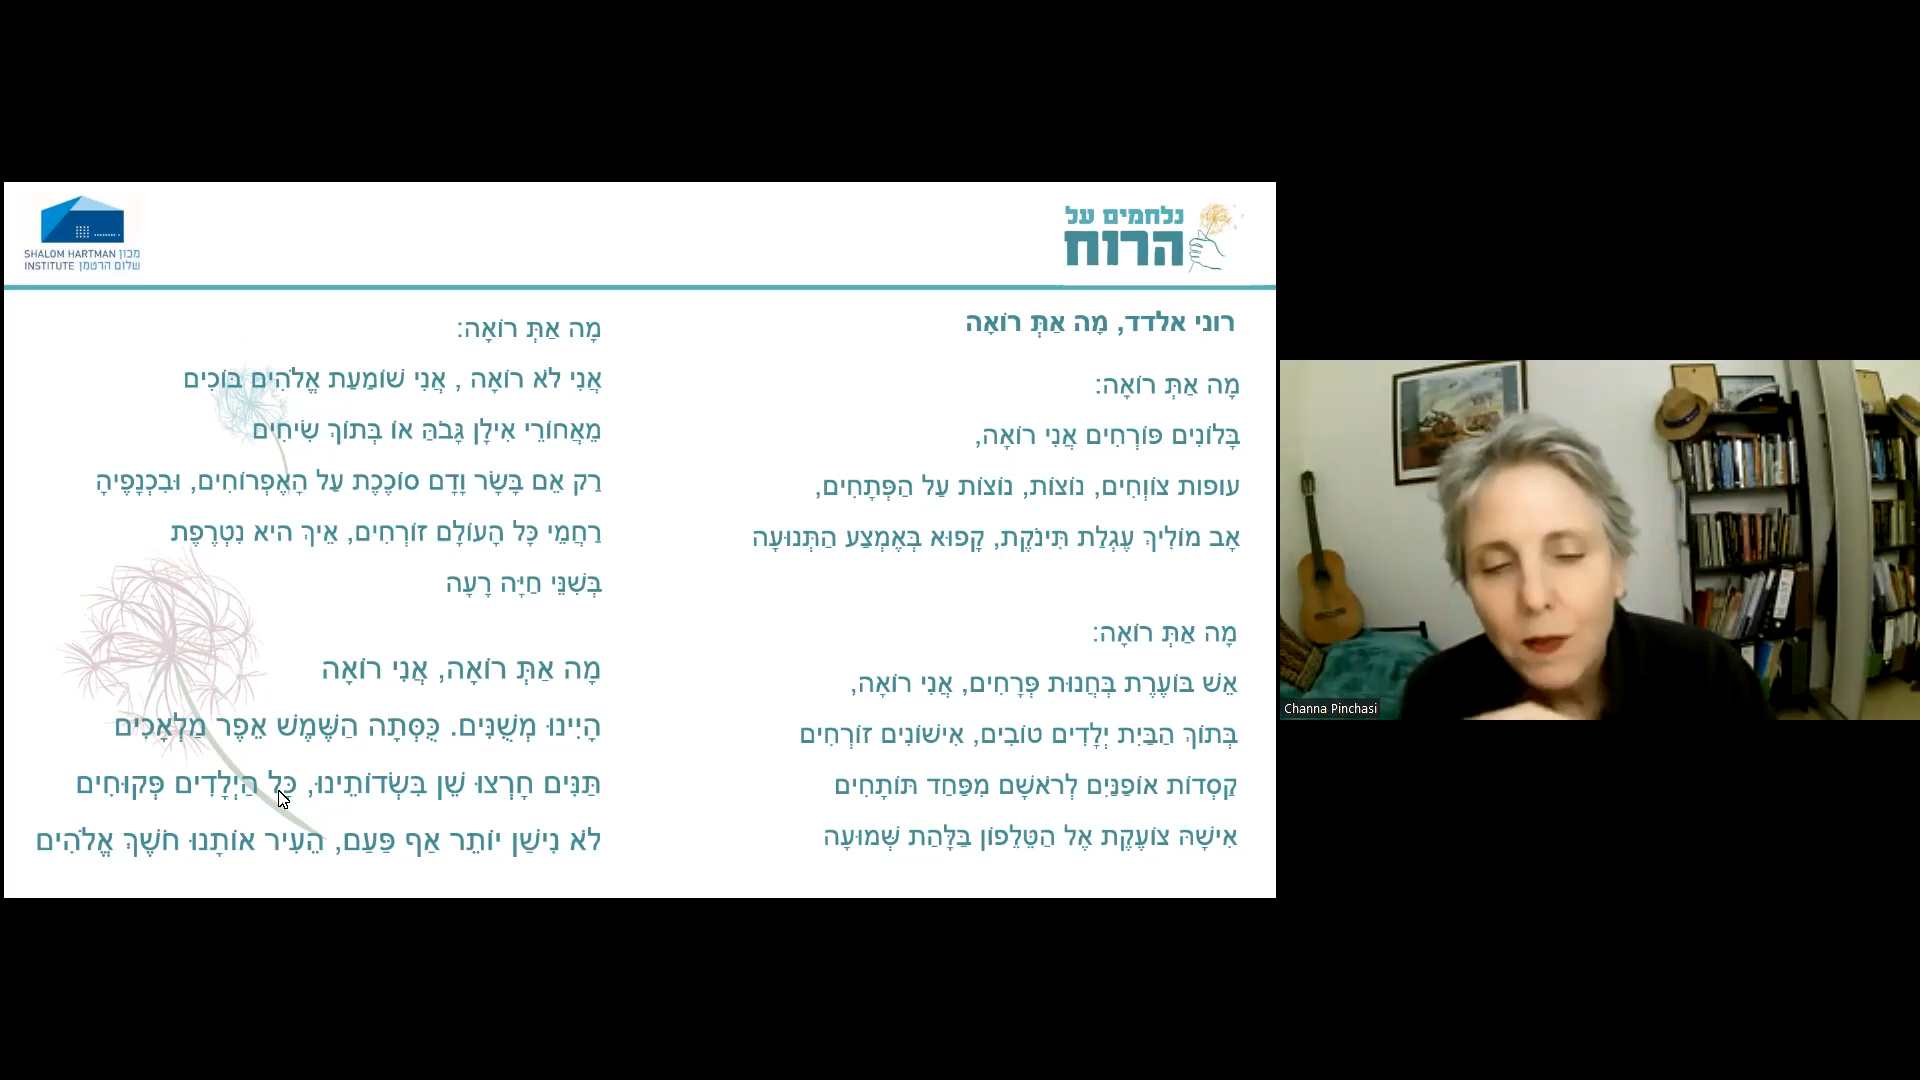 SHALOM HARTMAN מכון
INSTITUTE שלום הרטמן
נלחמים על
הרוח
רוני אלדד, מָה אַתְּ רוֹאָה
מָה אַתְּ רוֹאָה:
בָּלוֹנִים פּוֹרְחִים אֲנִי רוֹאָה,
עופות צוֹוְחִים, נוֹצוֹת, נוֹצוֹת עַל הַפְּתָחִים,
אָב מוֹלִיךְ עֶגְלַת תִּינֹקֶת, קָפוּא בְּאֶמְצַע הַתְּנוּעָה
מָה אַתְּ רוֹאָה:
אֵשׁ בּוֹעֶרֶת בְּחֲנוּת פְּרָחִים, אֲנִי רוֹאָה,
בְּתוֹךְ הַבַּיִת יְלָדִים טוֹבִים, אִישׁוֹנִים זוֹרְחִים
קַסְדוֹת אוֹפַנַּיִם לְרֹאשָׁם מִפַּחַד תּוֹתָחִים
אִישָׁה צוֹעֶקֶת אֶל הַטֵּלֵפוֹן בַּלָּהַת שְׁמוּעָה
מָה אַתְּ רוֹאָה:
אֲנִי לֹא רוֹאָה , אֲנִי שׁוֹמַעַת אֱלֹהִים בּוֹכִים
מֵאֲחוֹרֵי אִילָן גָּבֹהַּ אוֹ בְּתוֹךְ שִׂיחִים
רַק אֵם בָּשָׂר וָדָם סוֹכֶכֶת עַל הָאֶפְרוֹחִים, וּבִכְנָפֶיהָ
רַחֲמֵי כָּל הָעוֹלָם זוֹרְחִים, אֵיךְ הִיא נִטְרֶפֶת
בְּשִׁנֵּי חַיָּה רָעָה
מָה אַתְּ רוֹאָה, אֲנִי רוֹאָה
הָיִינוּ מְשֻׁנִּים. כִּסְּתָה הַשֶּׁמֶשׁ אֵפֶר מַלְאָכִים
תַּנִּים חָרְצוּ שֵׁן בִּשְׂדוֹתֵינוּ, כָּל הַיְלָדִים פְּקוּחִים
לֹא נִישַׁן יוֹתֵר אַף פַּעַם, הֵעִיר אוֹתָנוּ חֹשֶׁךְ אֱלֹהִים
Channa Pinchasi